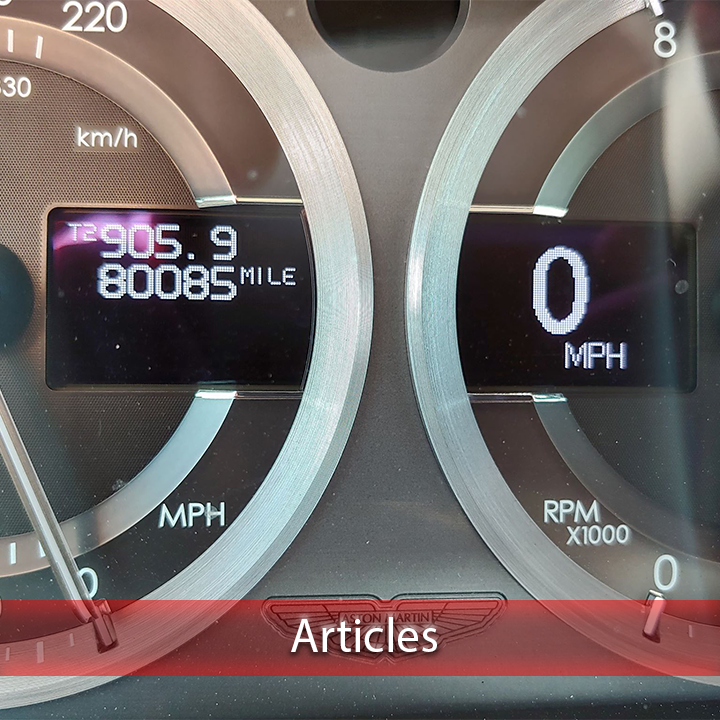 220
8
km/h
T2 905.9
80085 MILE
0
MPH
MPH
RPM
X1000
0
0
ASTON MARTIN
Articles